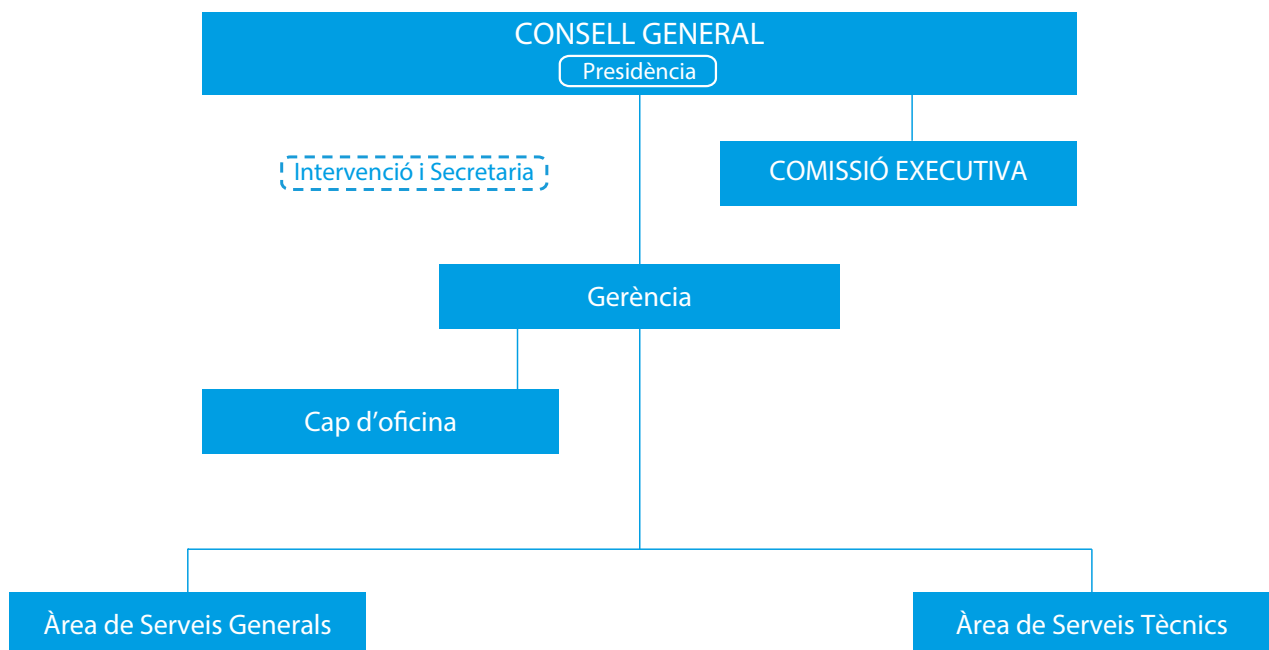 CONSELL GENERAL
Presidència
Intervenció i Secretaria
COMISSIÓ EXECUTIVA
Gerència
Cap d’oficina
Àrea de Serveis Generals
Àrea de Serveis Tècnics